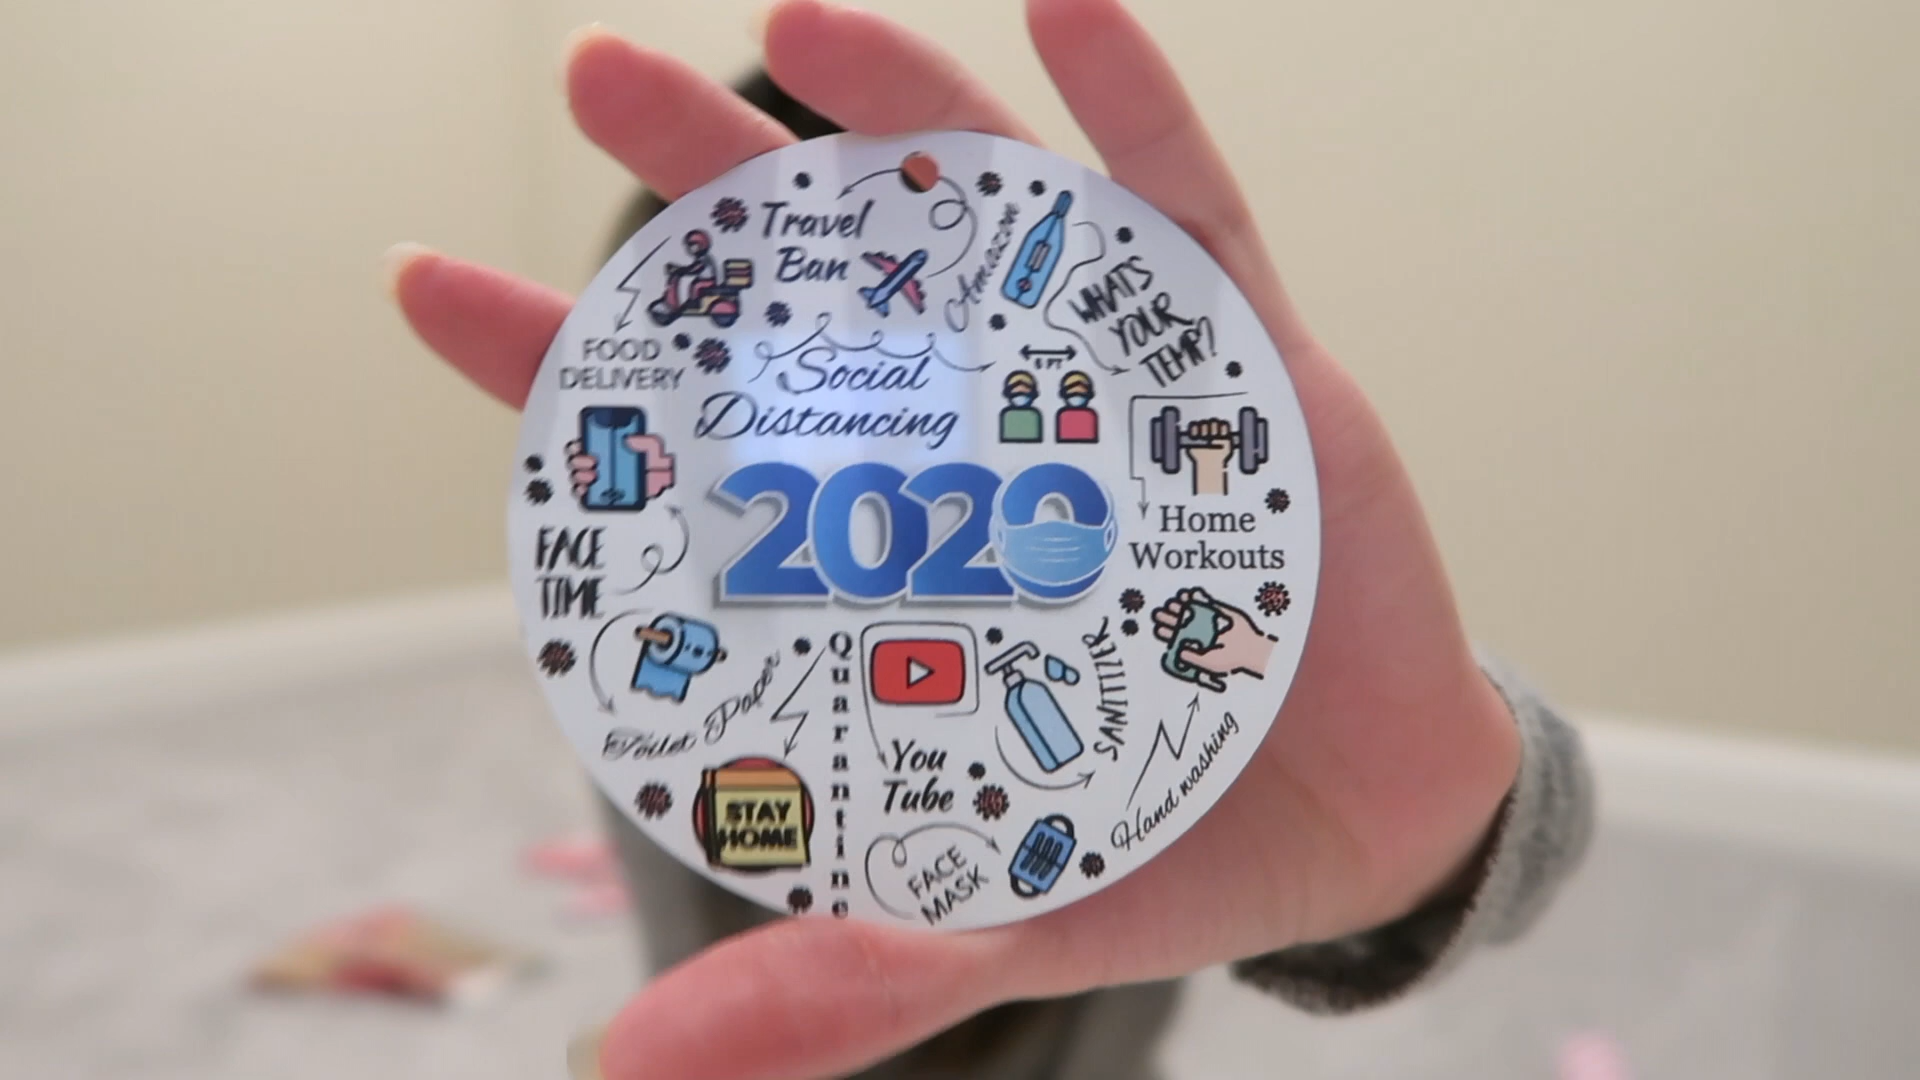 Travel
Ban
Amazon
WHAT'S
YOUR
TEMP?
FOOD
DELIVERY
Social
Distancing
6 FT
2020
FACE
TIME
Home
Workouts
Toilet Paper
Quarantine
You
Tube
SANITIZER
Hand washing
STAY
HOME
FACE
MASK